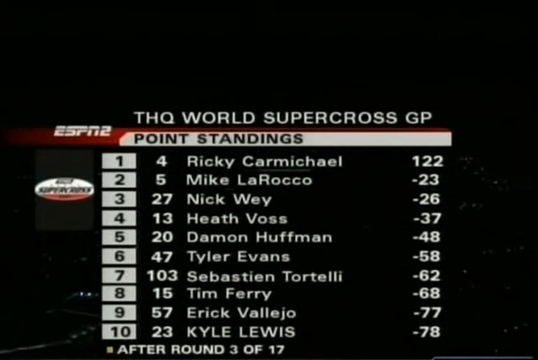 THQ WORLD SUPERCROSS GP
ESPN2
POINT STANDINGS
1 4 Ricky Carmichael 122
2 5 Mike LaRocco -23
3 27 Nick Wey -26
4 13 Heath Voss -37
5 20 Damon Huffman -48
6 47 Tyler Evans -58
7 103 Sebastien Tortelli -62
8 15 Tim Ferry -68
9 57 Erick Vallejo -77
10 23 KYLE LEWIS -78
SUPERCROSS
AFTER ROUND 3 OF 17